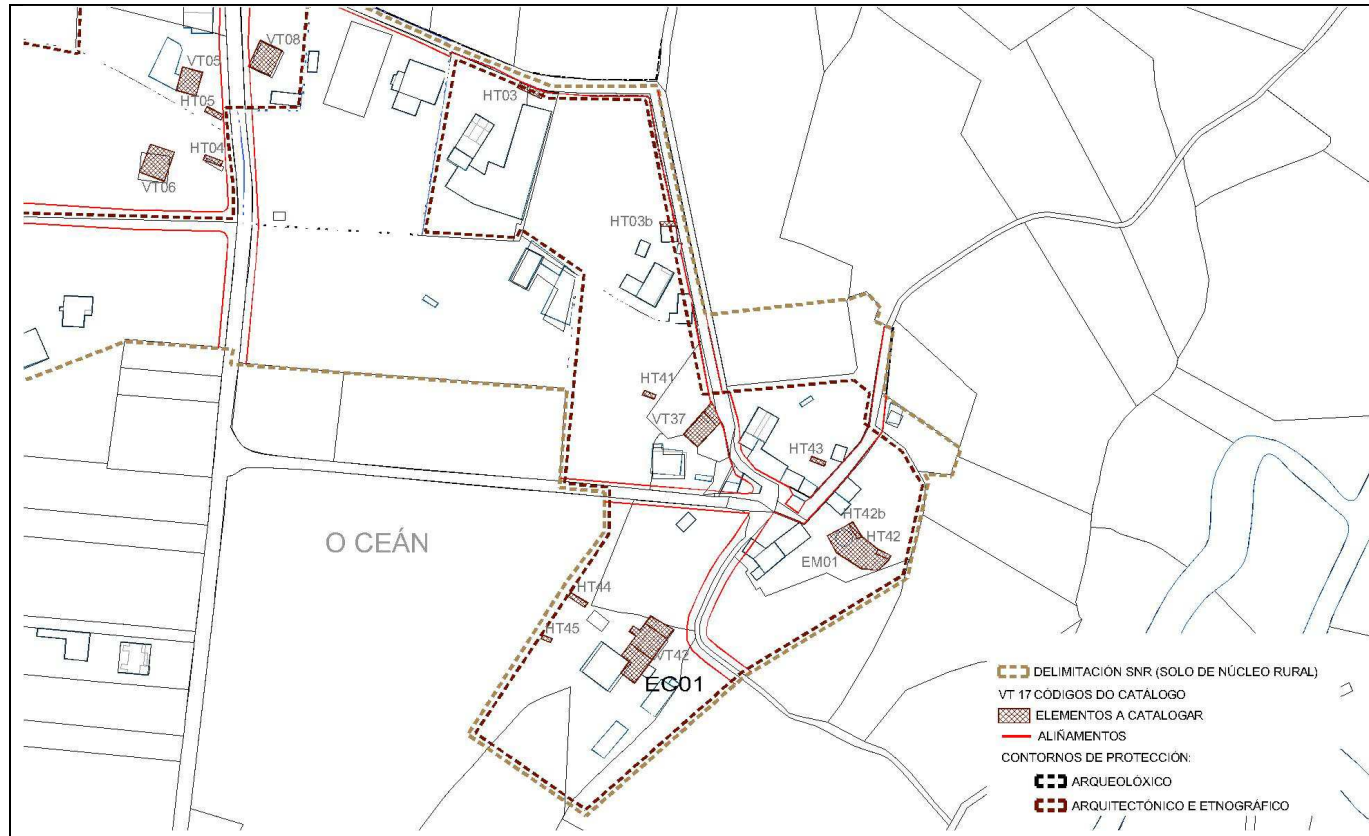 VT08
VT05
HT05
HT04
VT06
HT03
HT03b
HT41
VT37
HT43
HT42b
HT42
EM01
O CEÁN
HT44
HT45
VT42
EG01
DELIMITACIÓN SNR (SOLO DE NÚCLEO RURAL)
VT 17 CÓDIGOS DO CATÁLOGO
ELEMENTOS A CATALOGAR
ALIÑAMENTOS
CONTORNOS DE PROTECCIÓN:
ARQUEOLÓXICO
ARQUITECTÓNICO E ETNOGRÁFICO